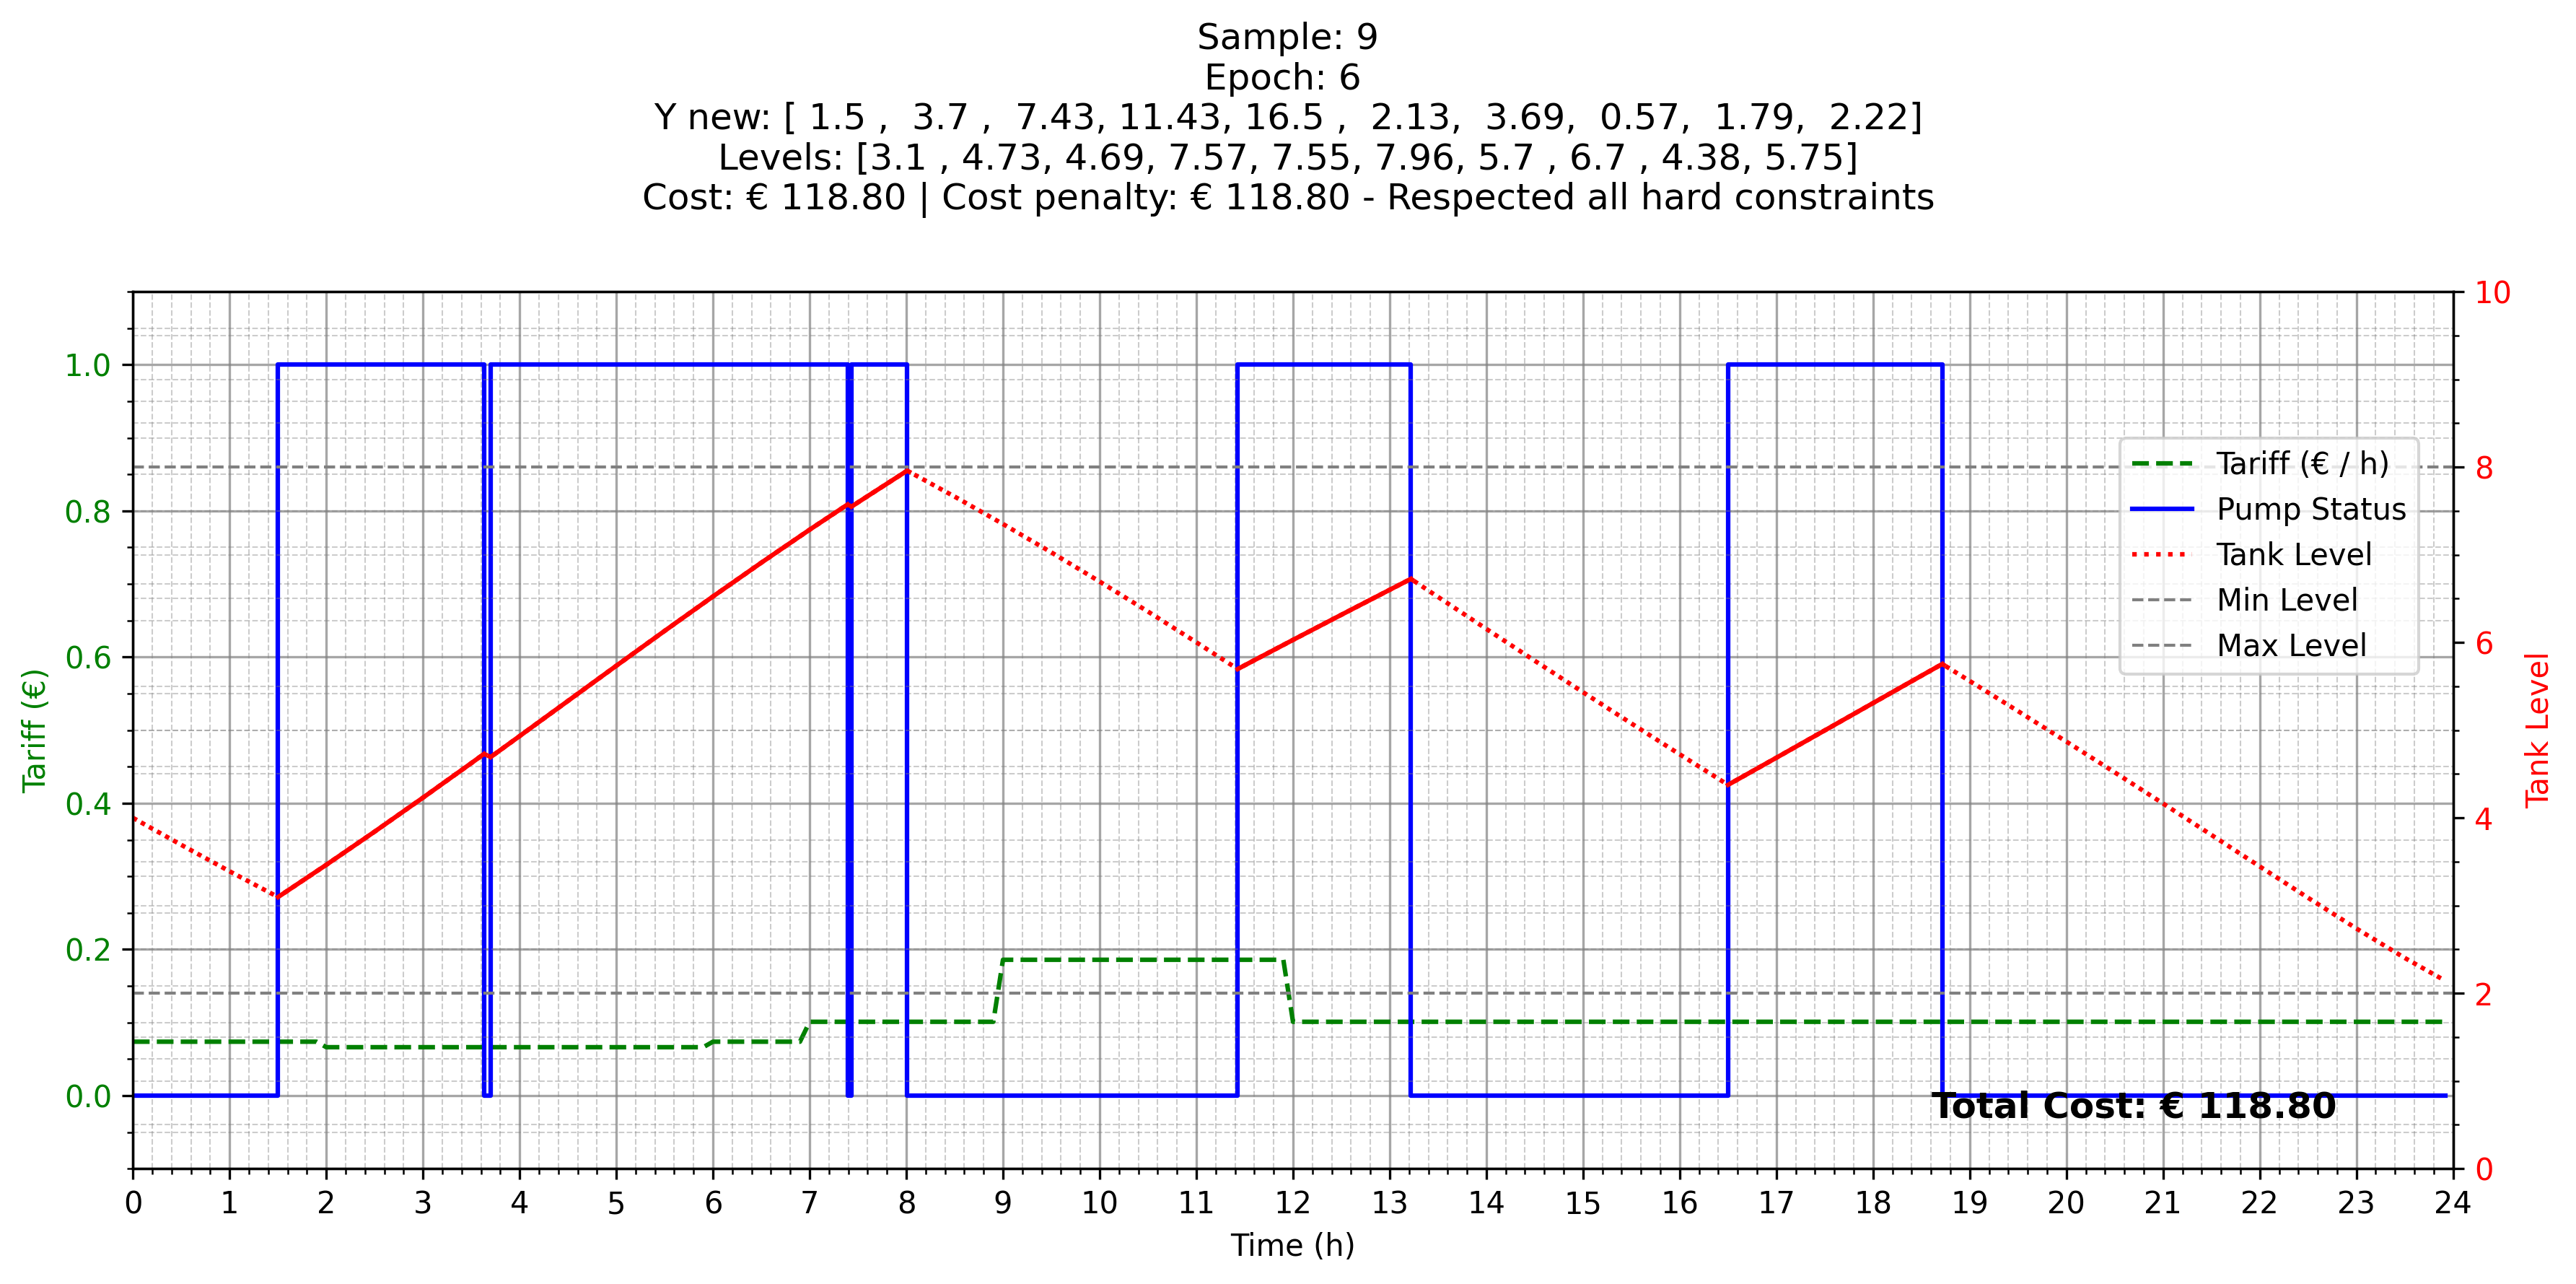 Sample: 9
Epoch: 6
Y new: [ 1.5 ,  3.7 ,  7.43, 11.43, 16.5 ,  2.13,  3.69,  0.57,  1.79,  2.22]
Levels: [3.1 , 4.73, 4.69, 7.57, 7.55, 7.96, 5.7 , 6.7 , 4.38, 5.75]
Cost: € 118.80 | Cost penalty: € 118.80 - Respected all hard constraints
10
1.0
8
Tariff (€ / h)
0.8
Pump Status
Tank Level
Min Level
Max Level
0.6
6
Tariff (€)
Tank Level
0.4
4
0.2
2
0.0
Total Cost: € 118.80
0
0 1 2 3 4 5 6 7 8 9 10 11 12 13 14 15 16 17 18 19 20 21 22 23 24
Time (h)